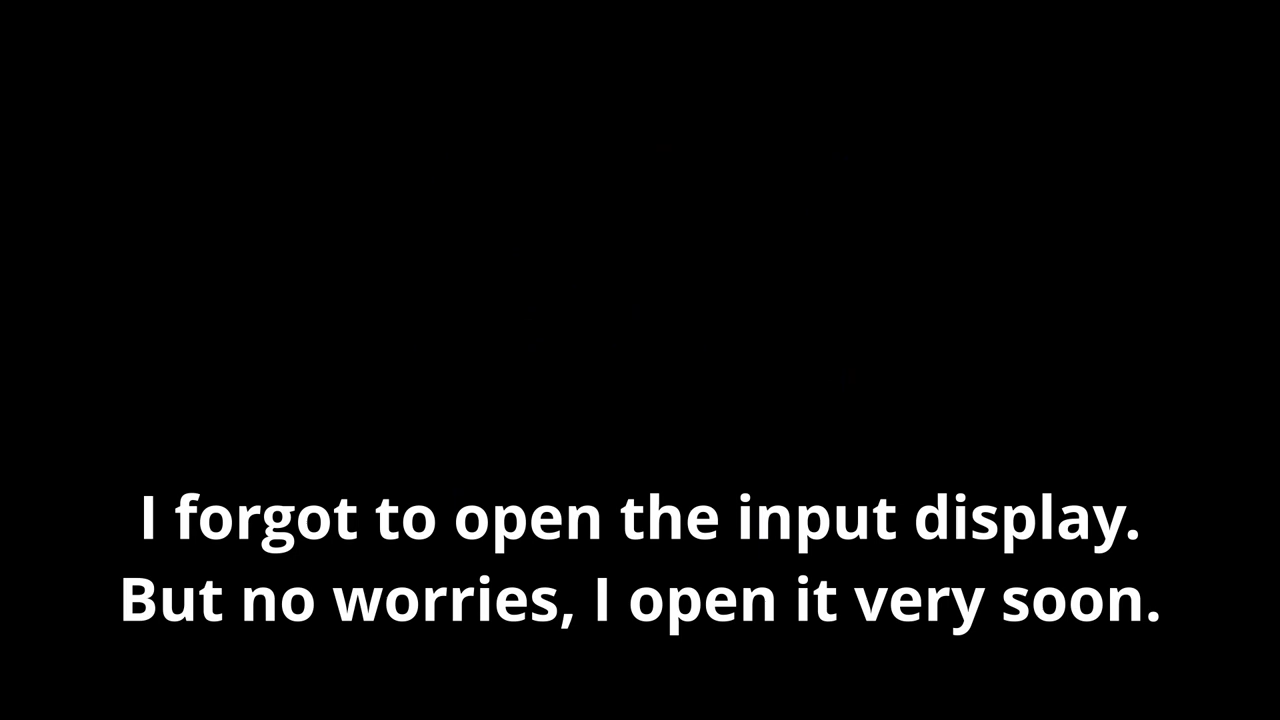 I forgot to open the input display.
But no worries, I open it very soon.